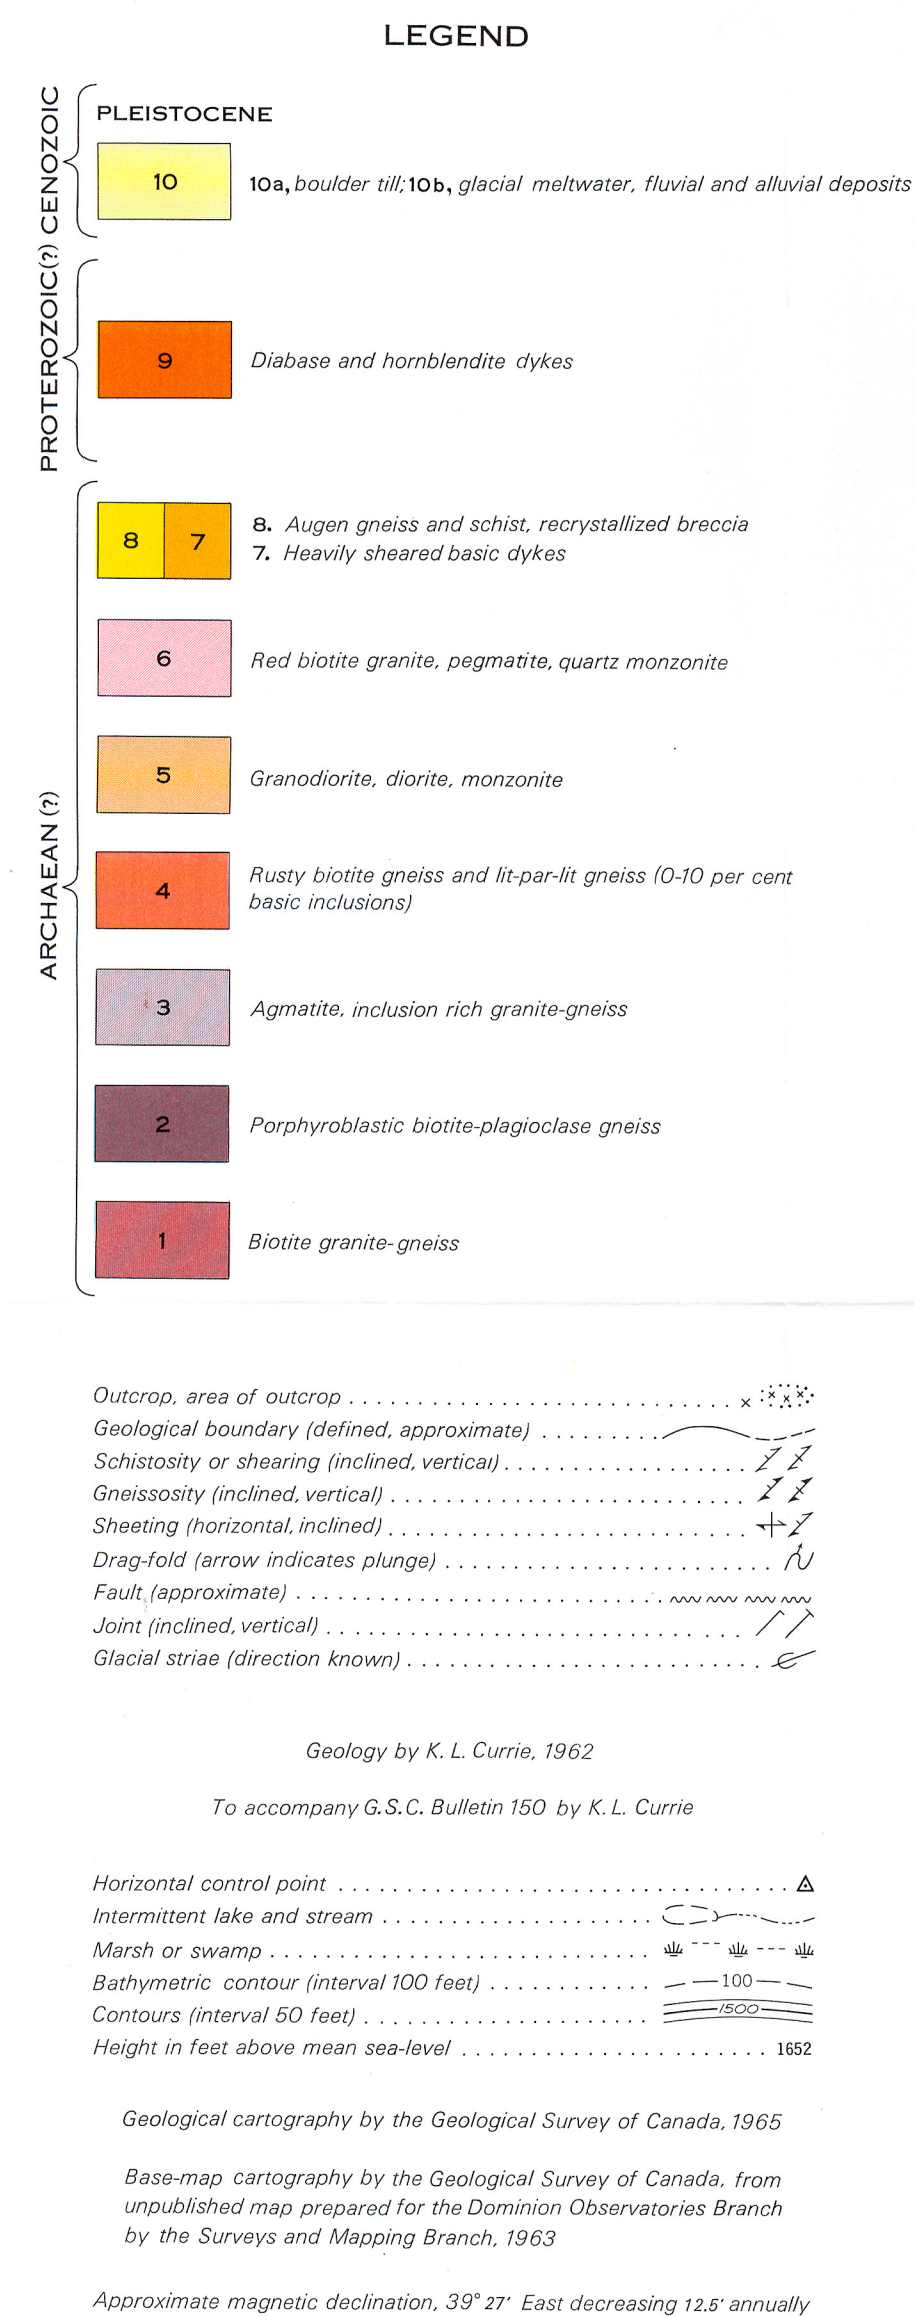 LEGEND
CENOZOIC
PLEISTOCENE
10
10a, boulder till; 10b, glacial meltwater, fluvial and alluvial deposits
PROTEROZOIC(?)
9
Diabase and hornblendite dykes
ARCHAEAN (?)
8 7
8. Augen gneiss and schist, recrystallized breccia
7. Heavily sheared basic dykes
6
Red biotite granite, pegmatite, quartz monzonite
5
Granodiorite, diorite, monzonite
4
Rusty biotite gneiss and lit-par-lit gneiss (0-10 per cent
basic inclusions)
3
Agmatite, inclusion rich granite-gneiss
2
Porphyroblastic biotite-plagioclase gneiss
1
Biotite granite-gneiss
Outcrop, area of outcrop
Geological boundary (defined, approximate)
Schistosity or shearing (inclined, vertical)
Gneissosity (inclined, vertical)
Sheeting (horizontal, inclined)
Drag-fold (arrow indicates plunge)
Fault (approximate)
Joint (inclined, vertical)
Glacial striae (direction known)
Geology by K. L. Currie, 1962
To accompany G.S.C. Bulletin 150 by K. L. Currie
Horizontal control point
Intermittent lake and stream
Marsh or swamp
Bathymetric contour (interval 100 feet) 100
Contours (interval 50 feet) 1500
Height in feet above mean sea-level 1652
Geological cartography by the Geological Survey of Canada, 1965
Base-map cartography by the Geological Survey of Canada, from
unpublished map prepared for the Dominion Observatories Branch
by the Surveys and Mapping Branch, 1963
Approximate magnetic declination, 39° 27' East decreasing 12.5' annually